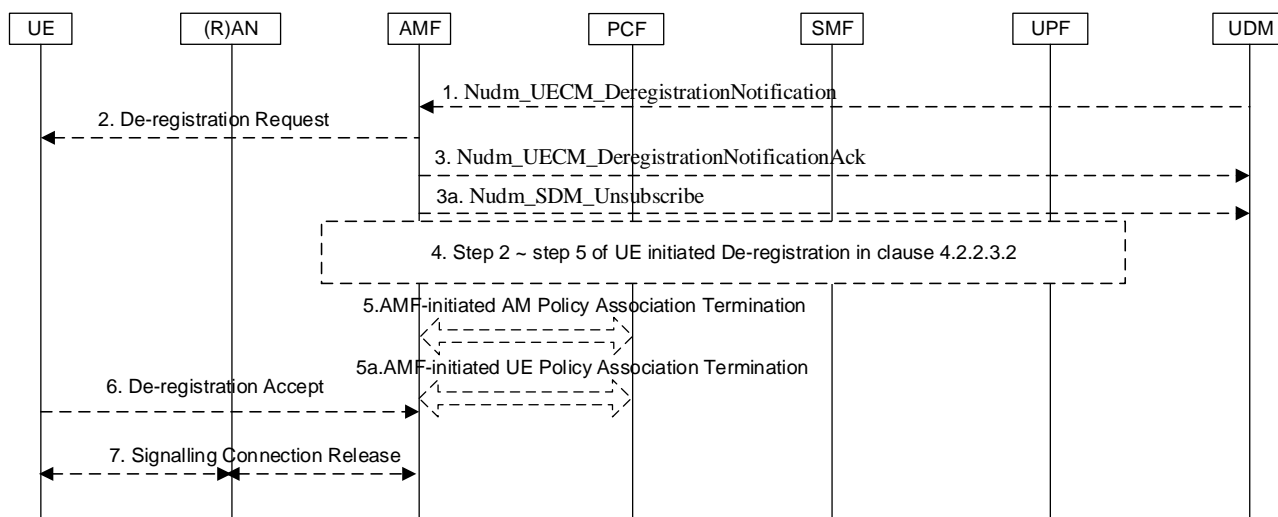 UE (R)AN AMF PCF SMF UPF UDM
1. Nudm_UECM_DeregistrationNotification
2. De-registration Request
3. Nudm_UECM_DeregistrationNotificationAck
3a. Nudm_SDM_Unsubscribe
4. Step 2 ~ step 5 of UE initiated De-registration in clause 4.2.2.3.2
5.AMF-initiated AM Policy Association Termination
5a.AMF-initiated UE Policy Association Termination
6. De-registration Accept
7. Signalling Connection Release